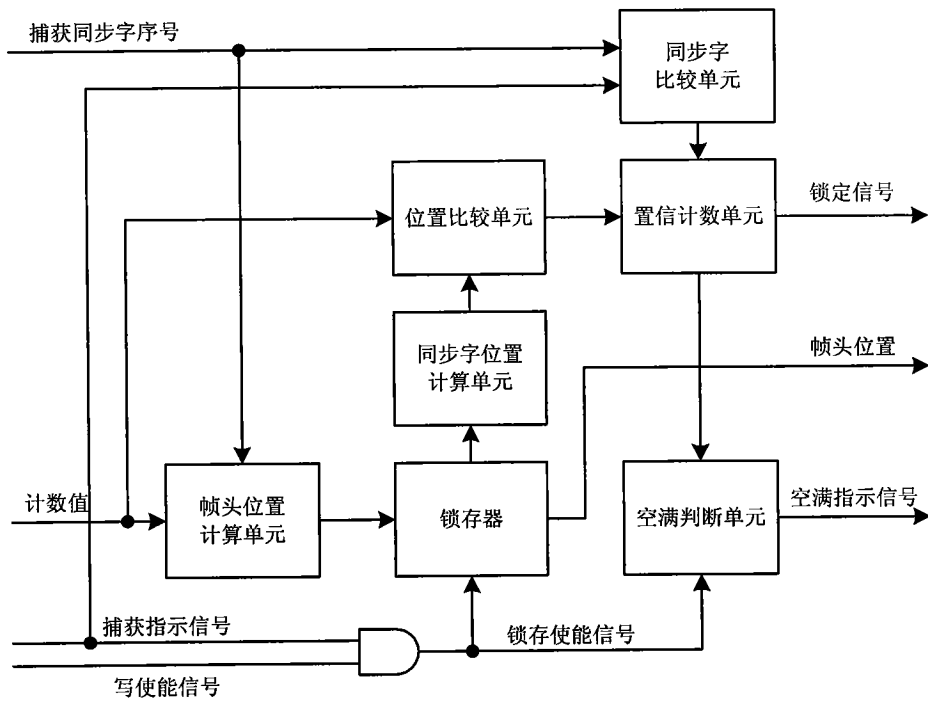 捕获同步字序号
同步字
比较单元
位置比较单元
置信计数单元
锁定信号
同步字位置
计算单元
帧头位置
计数值
帧头位置
计算单元
锁存器
空满判断单元
空满指示信号
捕获指示信号
锁存使能信号
写使能信号